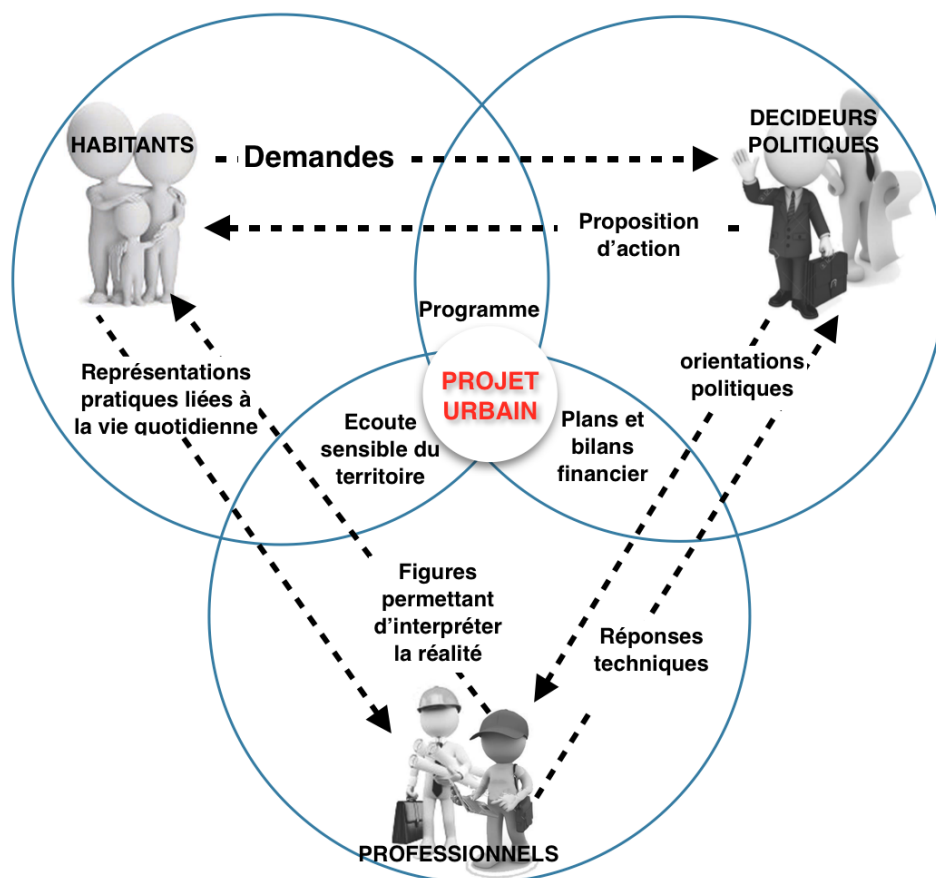 HABITANTS
DECIDEURS
POLITIQUES
Demandes
Proposition
d'action
Programme
PROJET
URBAIN
Représentations
pratiques liées à
la vie quotidienne
Ecoute
sensible du
territoire
Plans et
bilans
financier
orientations
politiques
Figures
permettant
d'interpréter
la réalité
Réponses
techniques
PROFESSIONNELS